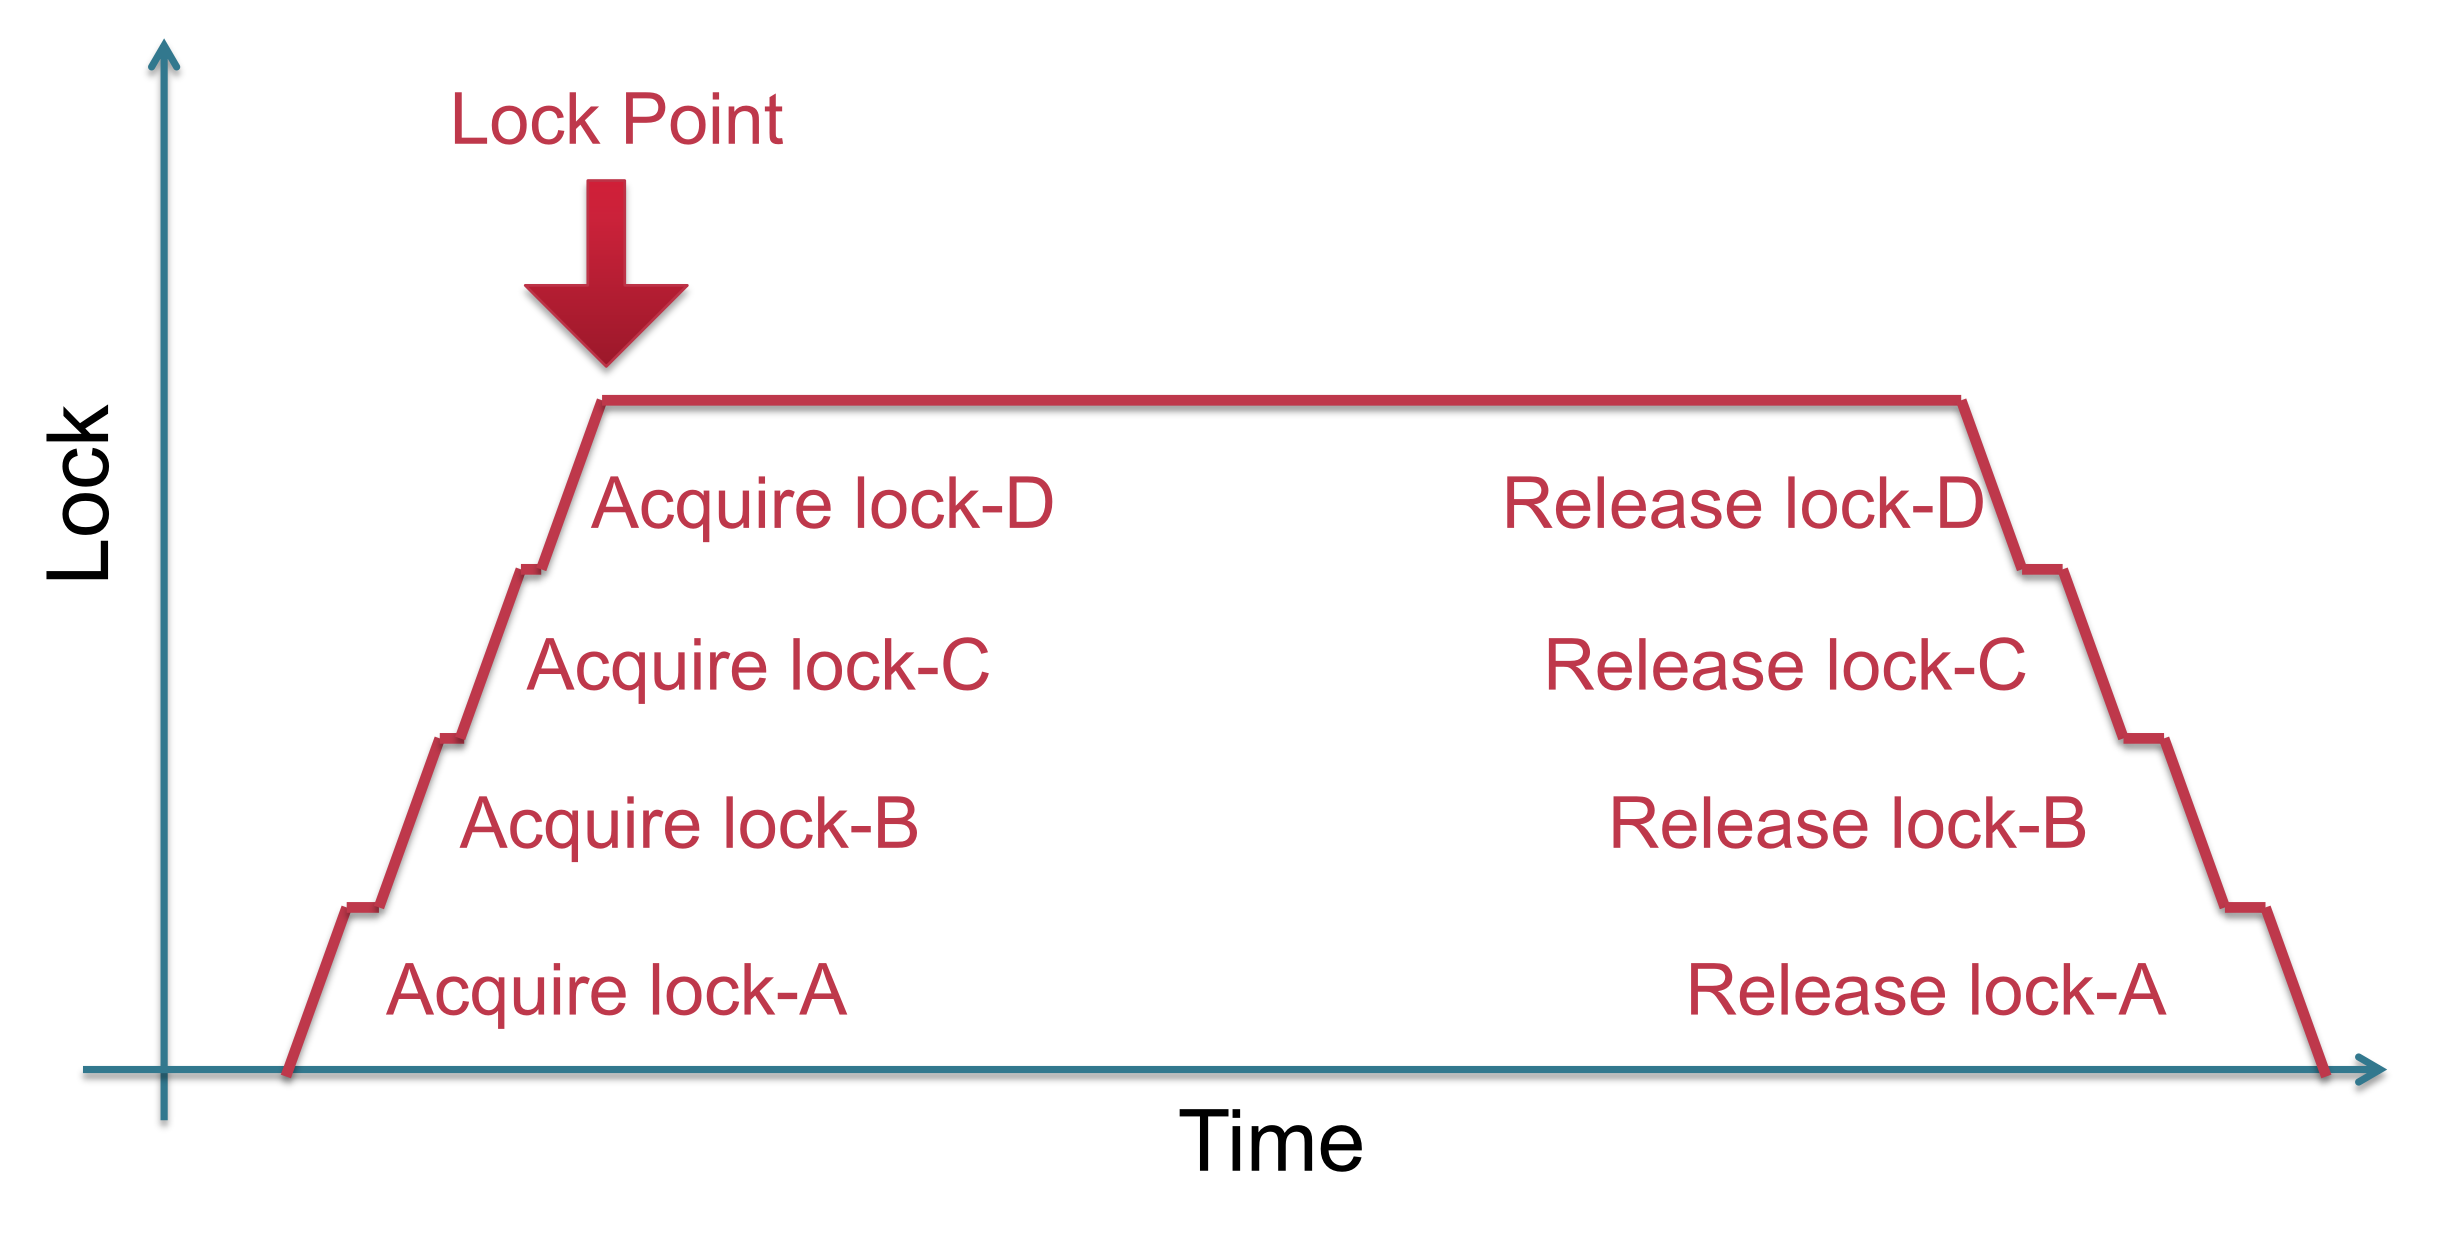 Lock Point
Lock
Acquire lock-D
Release lock-D
Acquire lock-C
Release lock-C
Acquire lock-B
Release lock-B
Acquire lock-A
Release lock-A
Time